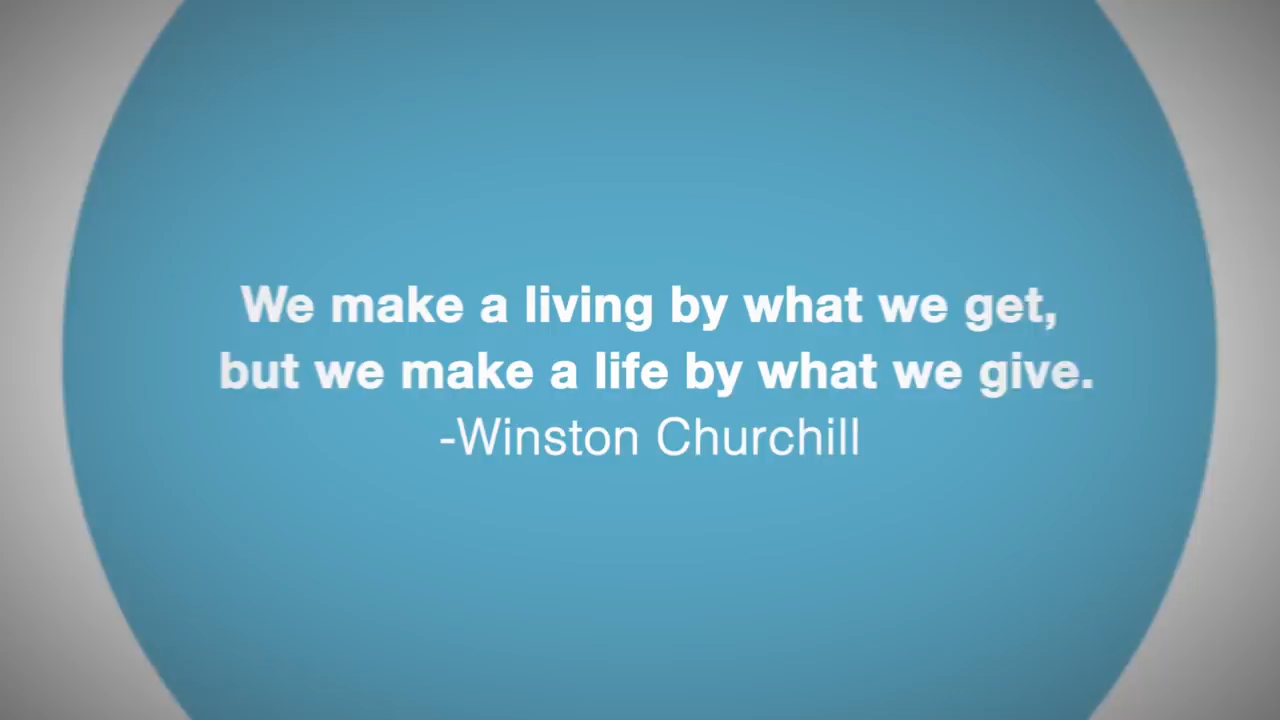 We make a living by what we get,
but we make a life by what we give.
-Winston Churchill